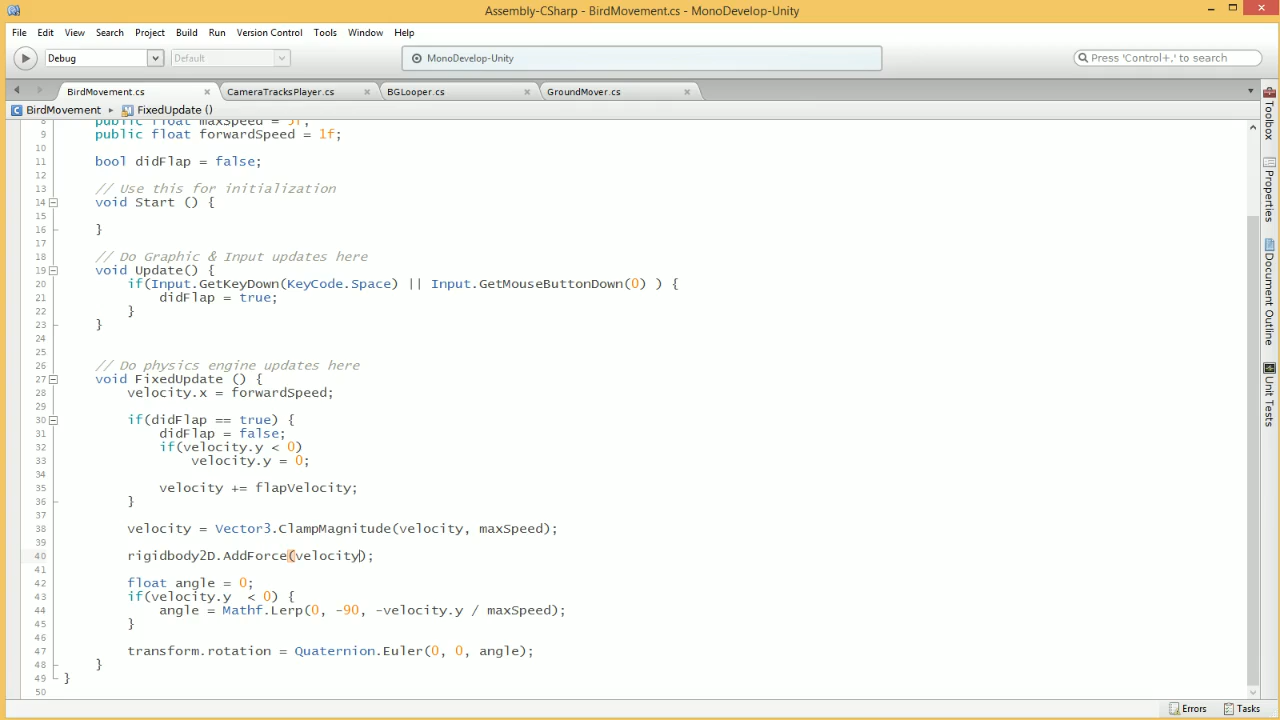 Assembly-CSharp - BirdMovement.cs - MonoDevelop-Unity
File Edit View Search Project Build Run Version Control Tools Window Help
Debug Default MonoDevelop-Unity Press 'Control+,' to search
BirdMovement.cs CameraTracksPlayer.cs BGLooper.cs GroundMover.cs
BirdMovement FixedUpdate ()
8 public float maxSpeed = 5f;
9 public float forwardSpeed = 1f;
10
11 bool didFlap = false;
12
13 // Use this for initialization
14 void Start () {
15
16 }
17
18 // Do Graphic & Input updates here
19 void Update() {
20 if(Input.GetKeyDown(KeyCode.Space) || Input.GetMouseButtonDown(0) ) {
21 didFlap = true;
22 }
23 }
24
25
26 // Do physics engine updates here
27 void FixedUpdate () {
28 velocity.x = forwardSpeed;
29
30 if(didFlap == true) {
31 didFlap = false;
32 if(velocity.y < 0)
33 velocity.y = 0;
34
35 velocity += flapVelocity;
36 }
37
38 velocity = Vector3.ClampMagnitude(velocity, maxSpeed);
39
40 rigidbody2D.AddForce(velocity);
41
42 float angle = 0;
43 if(velocity.y < 0) {
44 angle = Mathf.Lerp(0, -90, -velocity.y / maxSpeed);
45 }
46
47 transform.rotation = Quaternion.Euler(0, 0, angle);
48 }
49 }
50
Toolbox
Properties
Document Outline
Unit Tests
Errors Tasks